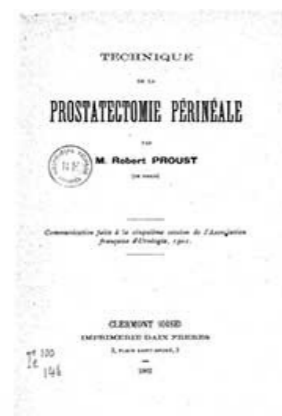 TECHNIQUE
DE LA
PROSTATECTOMIE PÉRINÉALE
PAR
M. Robert PROUST
(DE PARIS)
Communication faite à la cinquième session de l'Association
française d'Urologie, 1901.
CLERMONT (OISE)
IMPRIMERIE DAIX FRÈRES
3, PLACE SAINT-ANDRÉ, 3
1902